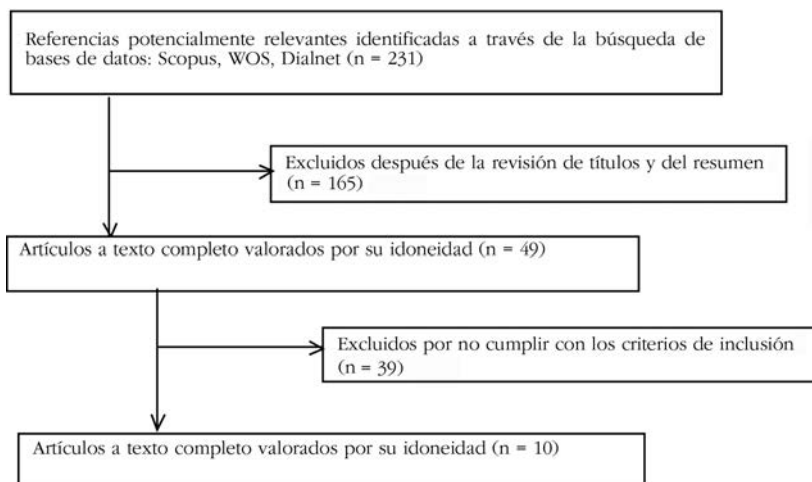 Referencias potencialmente relevantes identificadas a través de la búsqueda de
bases de datos: Scopus, WOS, Dialnet (n = 231)
Excluidos después de la revisión de títulos y del resumen
(n = 165)
Artículos a texto completo valorados por su idoneidad (n = 49)
Excluidos por no cumplir con los criterios de inclusión
(n = 39)
Artículos a texto completo valorados por su idoneidad (n = 10)